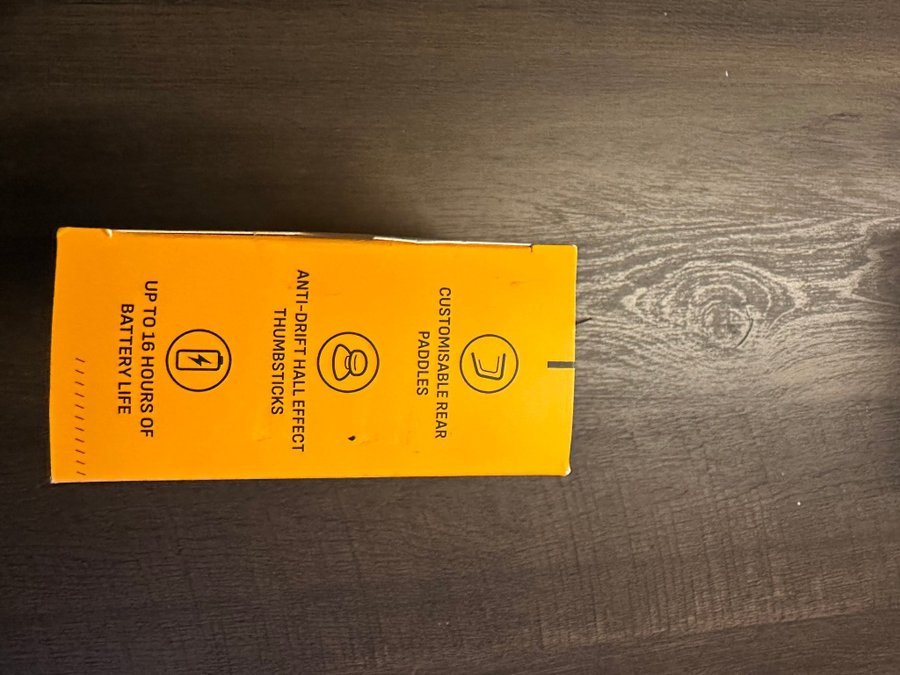 CUSTOMISABLE REAR
PADDLES
ANTI-DRIFT HALL EFFECT
THUMBSTICKS
UP TO 16 HOURS OF
BATTERY LIFE